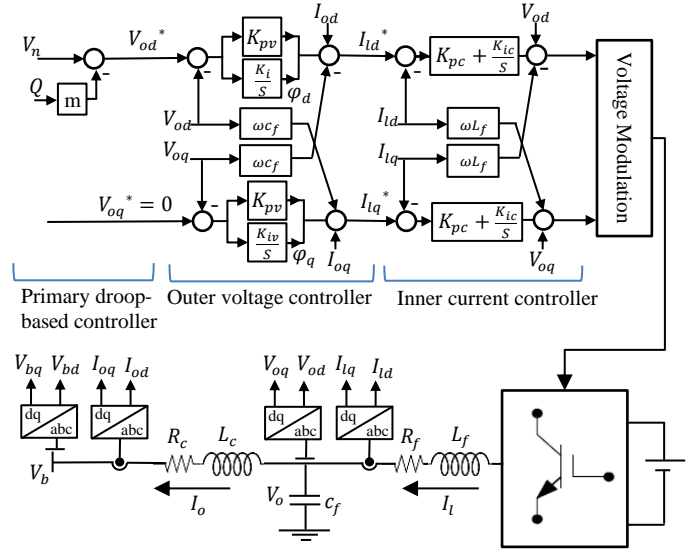 V_n
V_od*
I_od
I_ld*
V_od
Q
m
K_pv
K_i/S
φ_d
K_pc + K_ic/S
V_od
ωc_f
I_ld
ωL_f
V_oq
ωc_f
I_lq
ωL_f
V_oq* = 0
K_pv
K_iv/S
φ_q
I_oq
I_lq*
K_pc + K_ic/S
V_oq
Voltage Modulation
Primary droop-
based controller
Outer voltage controller
Inner current controller
V_bq
V_bd
I_oq
I_od
V_oq
V_od
I_lq
I_ld
dq
abc
dq
abc
dq
abc
dq
abc
R_c
L_c
R_f
L_f
V_b
I_o
V_o
c_f
I_l